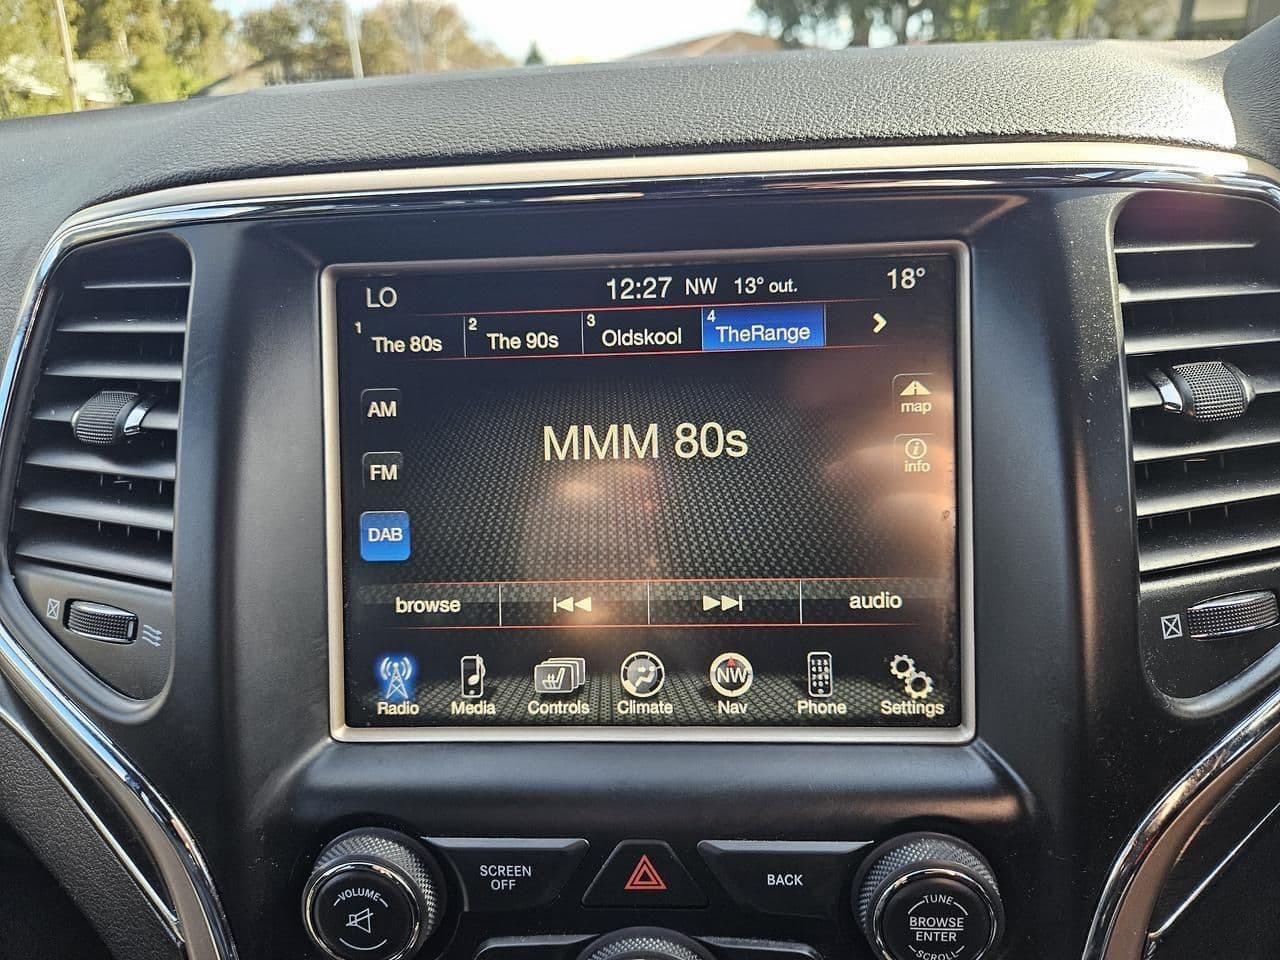 LO 12:27 NW 13° out. 18°
1 The 80s 2 The 90s 3 Oldskool 4 TheRange
AM
map
MMM 80s
FM
info
DAB
browse audio
Radio Media Controls Climate NW Nav Phone Settings
SCREEN OFF
BACK
VOLUME
TUNE
BROWSE
ENTER
SCROLL